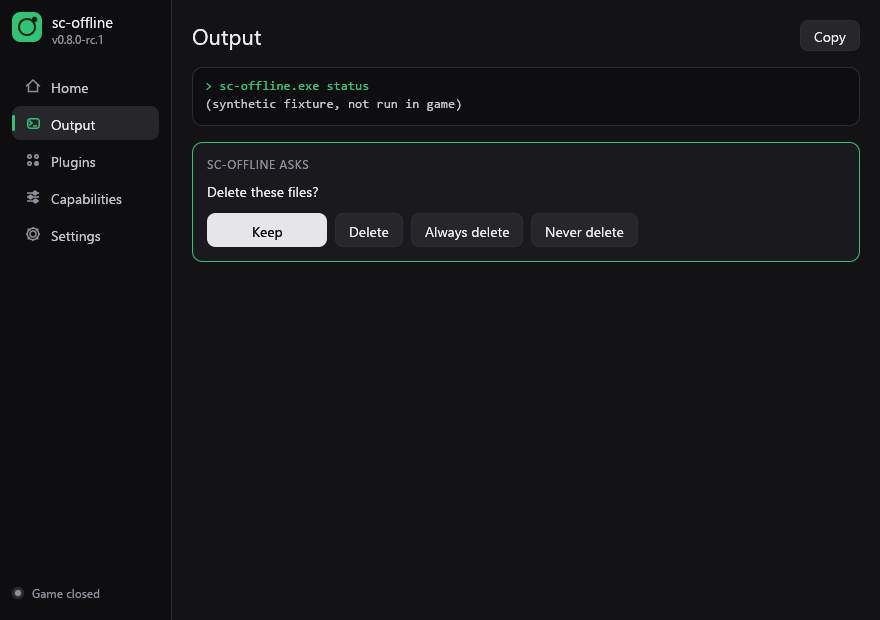 sc-offline
v0.8.0-rc.1
Home
Output
Plugins
Capabilities
Settings
Game closed
Output
Copy
> sc-offline.exe status
(synthetic fixture, not run in game)
SC-OFFLINE ASKS
Delete these files?
Keep
Delete
Always delete
Never delete